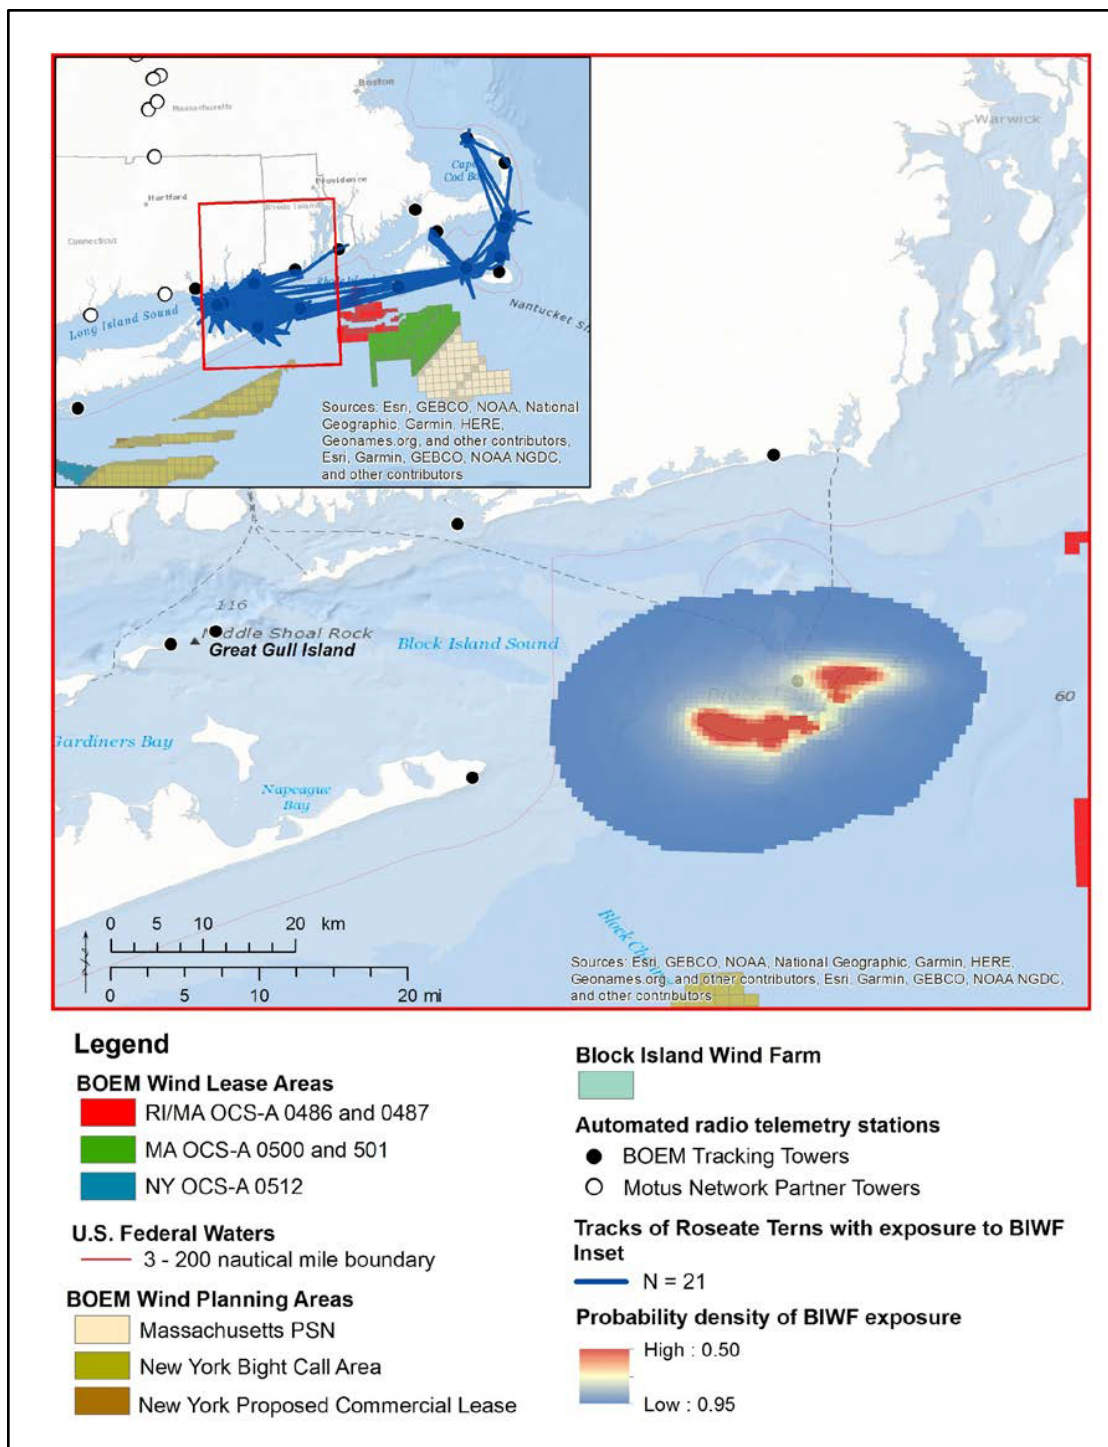 Boston
Massachusetts
Cape
Cod Bay
Providence
Hartford
Rhode Island
Connecticut
Long Island Sound
Nantucket Sh
Sources: Esri, GEBCO, NOAA, National
Geographic, Garmin, HERE,
Geonames.org, and other contributors,
Esri, Garmin, GEBCO, NOAA NGDC,
and other contributors
Warwick
116
Middle Shoal Rock
Great Gull Island
Block Island Sound
60
Gardiners Bay
Napeague
Bay
0 5 10 20 km
0 5 10 20 mi
Sources: Esri, GEBCO, NOAA, National Geographic, Garmin, HERE,
Geonames.org, and other contributors, Esri, Garmin, GEBCO, NOAA NGDC,
and other contributors
Legend
BOEM Wind Lease Areas
RI/MA OCS-A 0486 and 0487
MA OCS-A 0500 and 501
NY OCS-A 0512
U.S. Federal Waters
3 - 200 nautical mile boundary
BOEM Wind Planning Areas
Massachusetts PSN
New York Bight Call Area
New York Proposed Commercial Lease
Block Island Wind Farm
Automated radio telemetry stations
BOEM Tracking Towers
Motus Network Partner Towers
Tracks of Roseate Terns with exposure to BIWF
Inset
N = 21
Probability density of BIWF exposure
High : 0.50
Low : 0.95